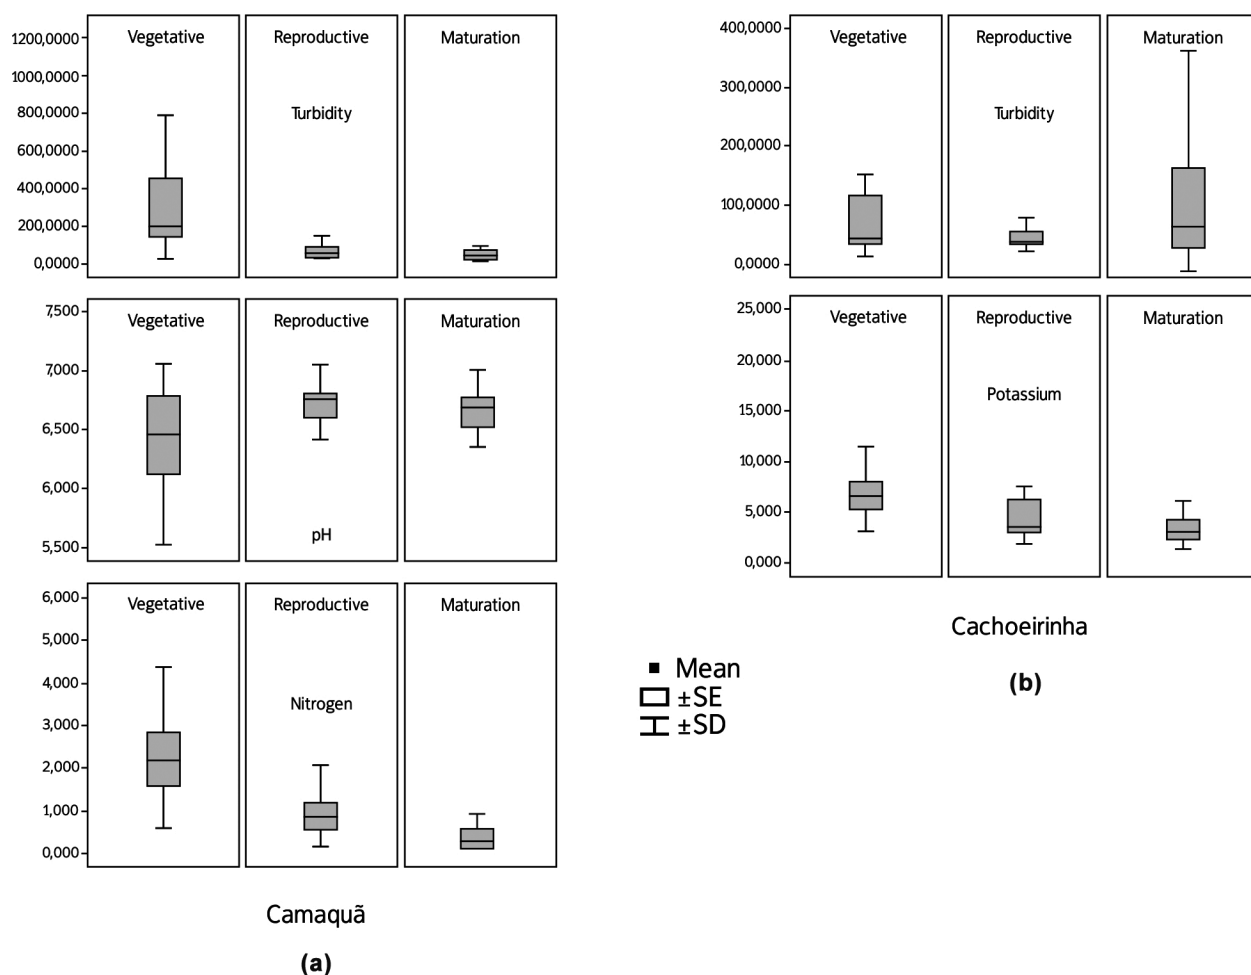 1200,0000
1000,0000
800,0000
600,0000
400,0000
200,0000
0,0000
Vegetative
Reproductive
Maturation
Turbidity
7,500
7,000
6,500
6,000
5,500
Vegetative
Reproductive
Maturation
pH
6,000
5,000
4,000
3,000
2,000
1,000
0,000
Vegetative
Reproductive
Maturation
Nitrogen
Camaquã
(a)
400,0000
300,0000
200,0000
100,0000
0,0000
Vegetative
Reproductive
Maturation
Turbidity
25,000
20,000
15,000
10,000
5,000
0,000
Vegetative
Reproductive
Maturation
Potassium
Cachoeirinha
(b)
Mean
±SE
±SD